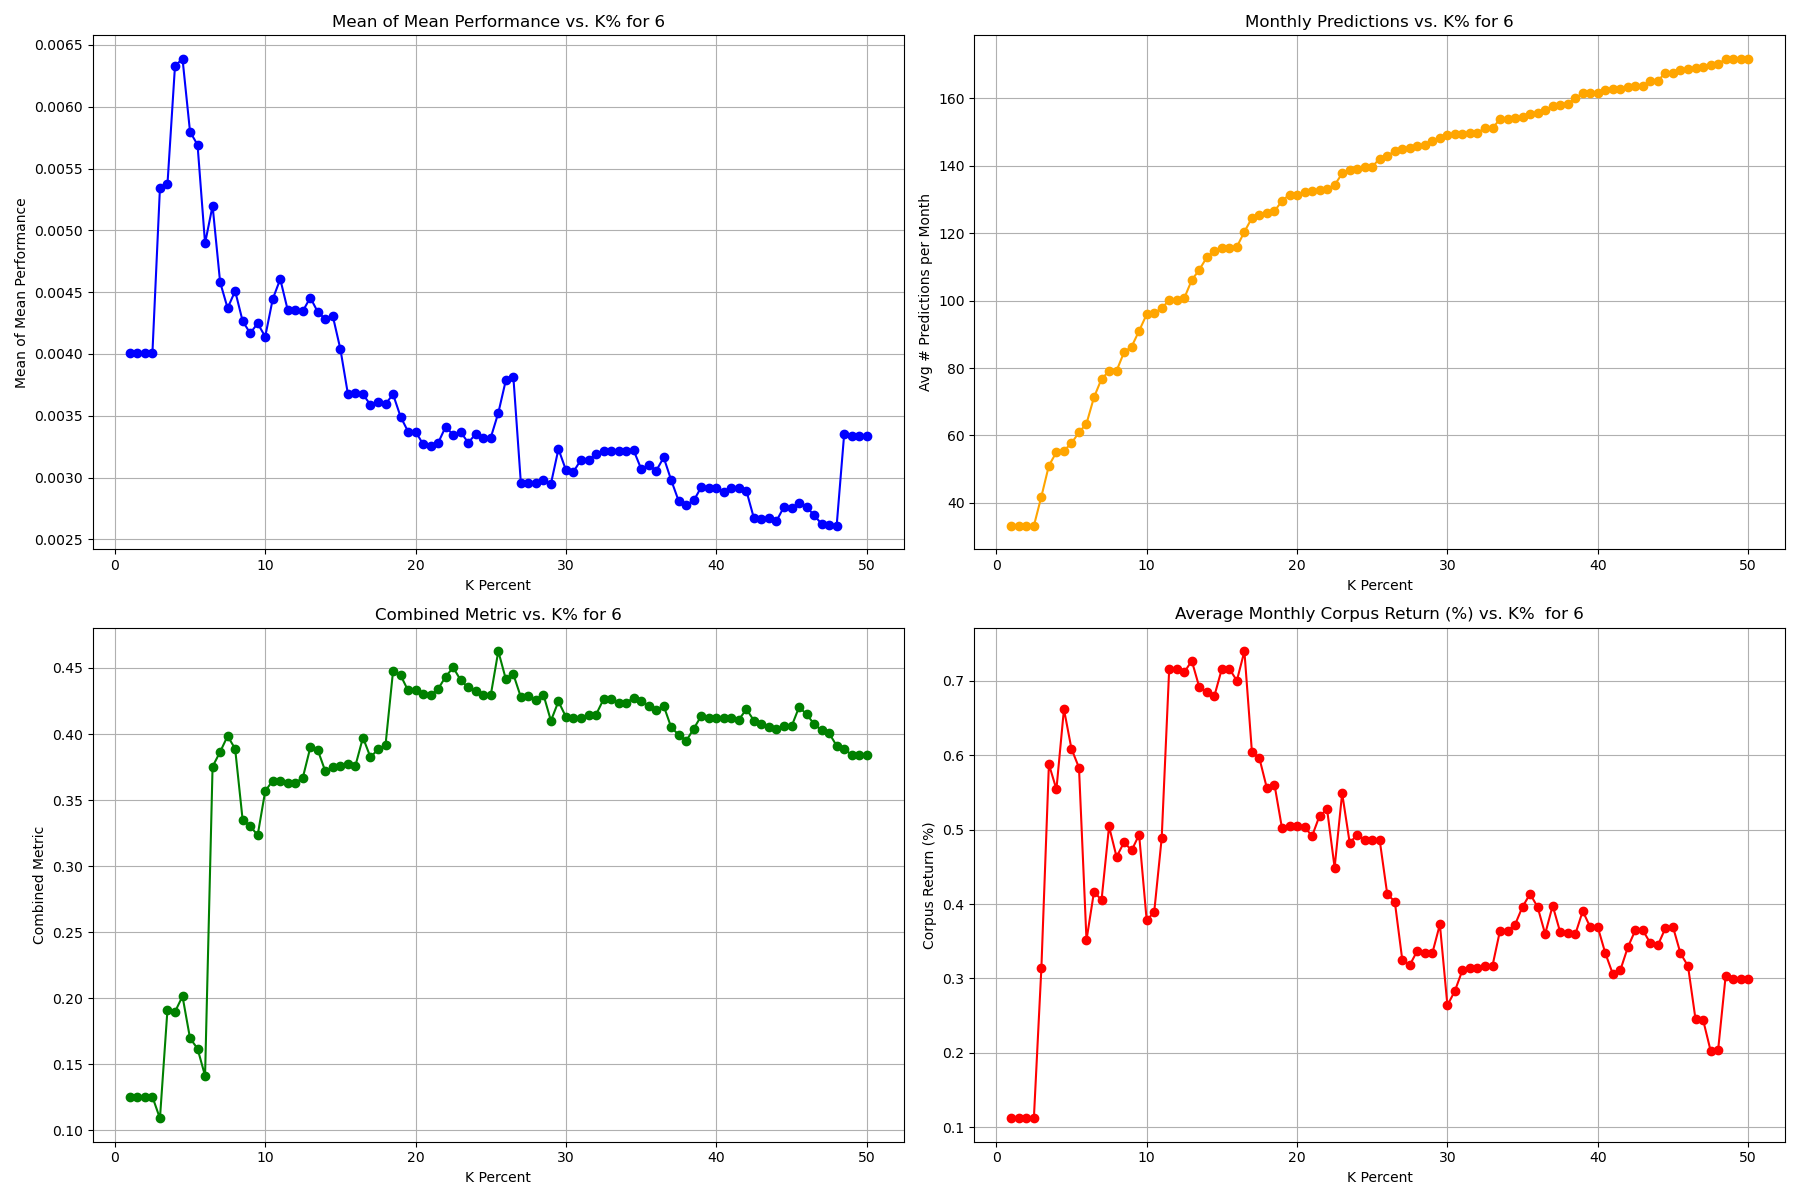 Mean of Mean Performance vs. K% for 6
Mean of Mean Performance
0.0065
0.0060
0.0055
0.0050
0.0045
0.0040
0.0035
0.0030
0.0025
0 10 20 30 40 50
K Percent
Monthly Predictions vs. K% for 6
Avg # Predictions per Month
160
140
120
100
80
60
40
0 10 20 30 40 50
K Percent
Combined Metric vs. K% for 6
Combined Metric
0.45
0.40
0.35
0.30
0.25
0.20
0.15
0.10
0 10 20 30 40 50
K Percent
Average Monthly Corpus Return (%) vs. K%  for 6
Corpus Return (%)
0.7
0.6
0.5
0.4
0.3
0.2
0.1
0 10 20 30 40 50
K Percent